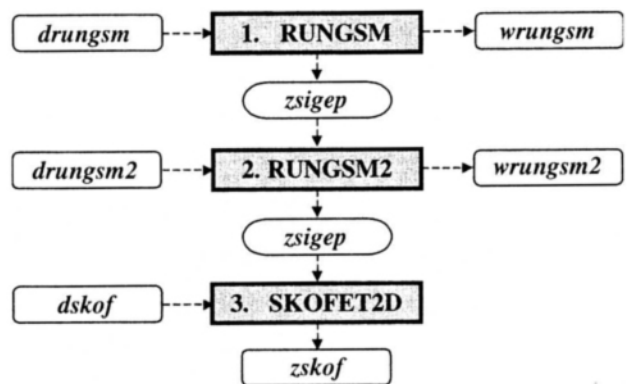 drungsm
1. RUNGSM
wrungsm
zsigep
drungsm2
2. RUNGSM2
wrungsm2
zsigep
dskof
3. SKOFET2D
zskof